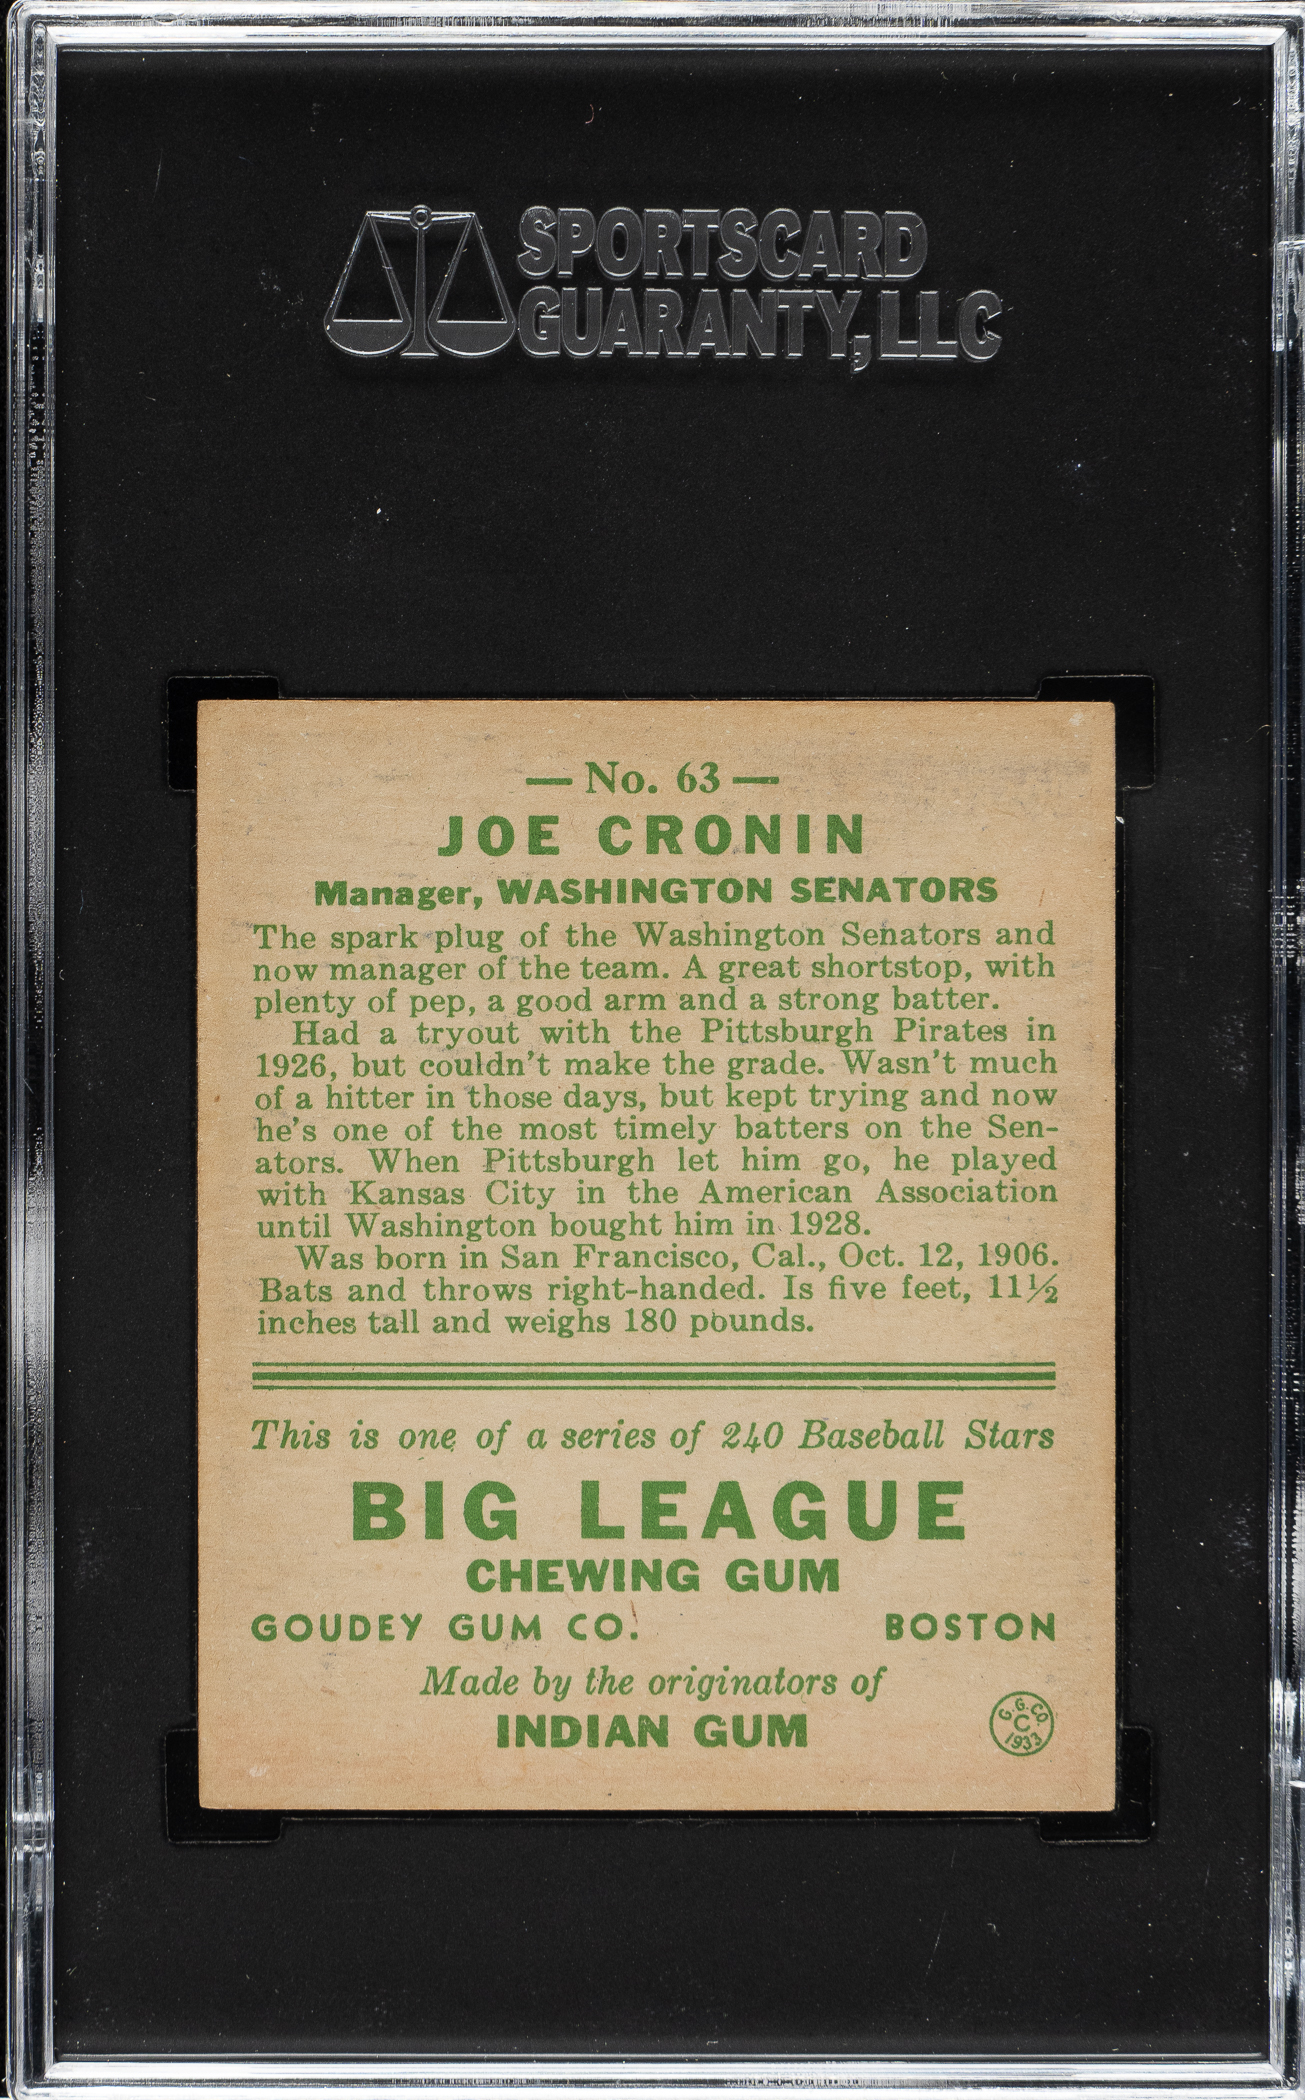 SPORTSCARD
GUARANTY, LLC
— No. 63 —
JOE CRONIN
Manager, WASHINGTON SENATORS
The spark plug of the Washington Senators and
now manager of the team. A great shortstop, with
plenty of pep, a good arm and a strong batter.
Had a tryout with the Pittsburgh Pirates in
1926, but couldn't make the grade. Wasn't much
of a hitter in those days, but kept trying and now
he's one of the most timely batters on the Sen-
ators. When Pittsburgh let him go, he played
with Kansas City in the American Association
until Washington bought him in 1928.
Was born in San Francisco, Cal., Oct. 12, 1906.
Bats and throws right-handed. Is five feet, 11½
inches tall and weighs 180 pounds.
This is one of a series of 240 Baseball Stars
BIG LEAGUE
CHEWING GUM
GOUDEY GUM CO. BOSTON
Made by the originators of
INDIAN GUM
G. G. CO.
C
1933